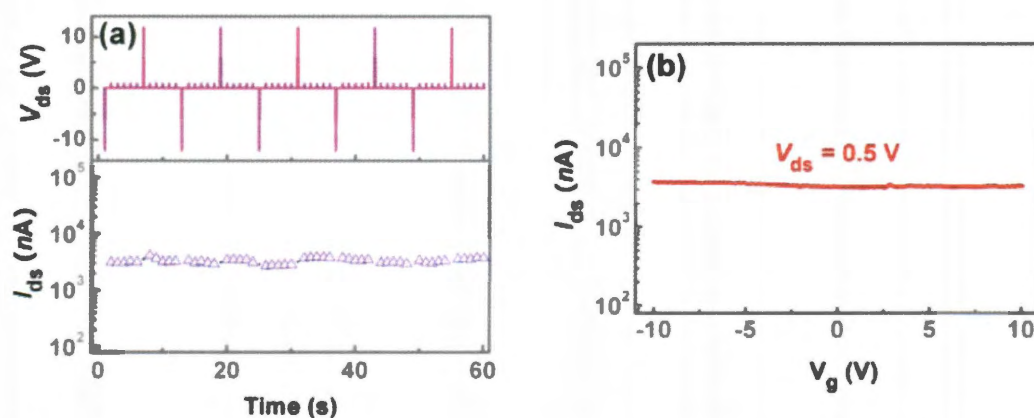 (a)
V_ds (V)
10
0
-10
I_ds (nA)
10^5
10^4
10^3
10^2
0 20 40 60
Time (s)
(b)
I_ds (nA)
10^5
10^4
10^3
10^2
V_ds = 0.5 V
-10 -5 0 5 10
V_g (V)